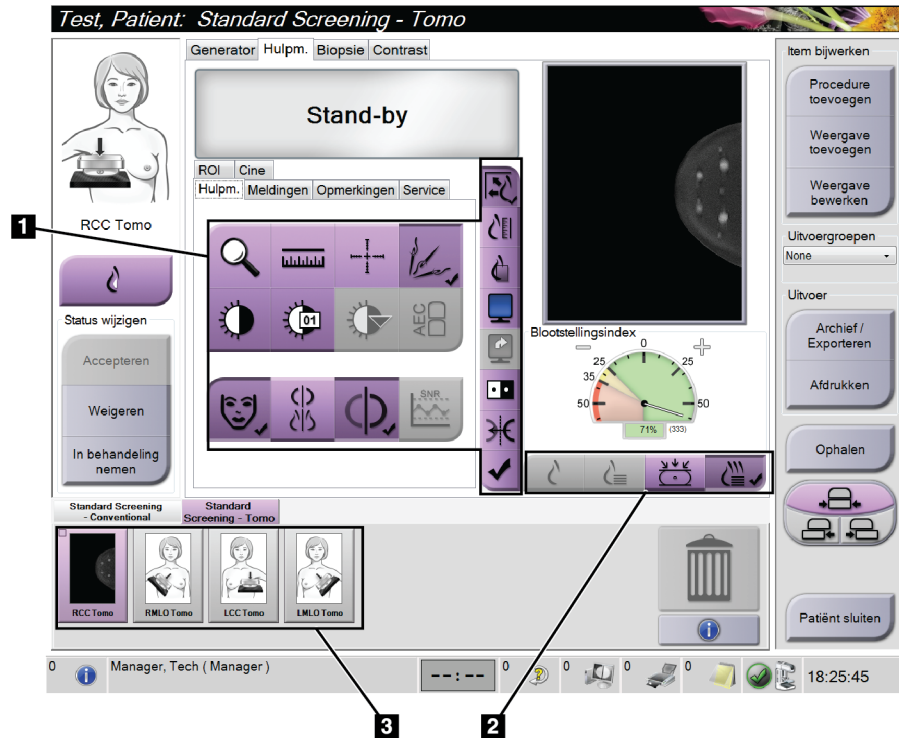 Test, Patient: Standard Screening - Tomo
Generator Hulpm. Biopsie Contrast
Stand-by
RCC Tomo
ROI Cine
Hulpm. Meldingen Opmerkingen Service
1
01
AEC
SNR
Status wijzigen
Accepteren
Weigeren
In behandeling
nemen
Blootstellingsindex
0
25 25
35
50 50
71% (333)
Item bijwerken
Procedure
toevoegen
Weergave
toevoegen
Weergave
bewerken
Uitvoergroepen
None
Uitvoer
Archief /
Exporteren
Afdrukken
Ophalen
Patiënt sluiten
Standard Screening
- Conventional
Standard
Screening - Tomo
RCC Tomo
RMLO Tomo
LCC Tomo
LMLO Tomo
0 Manager, Tech ( Manager ) --:-- 0 0 0 0 18:25:45
3 2